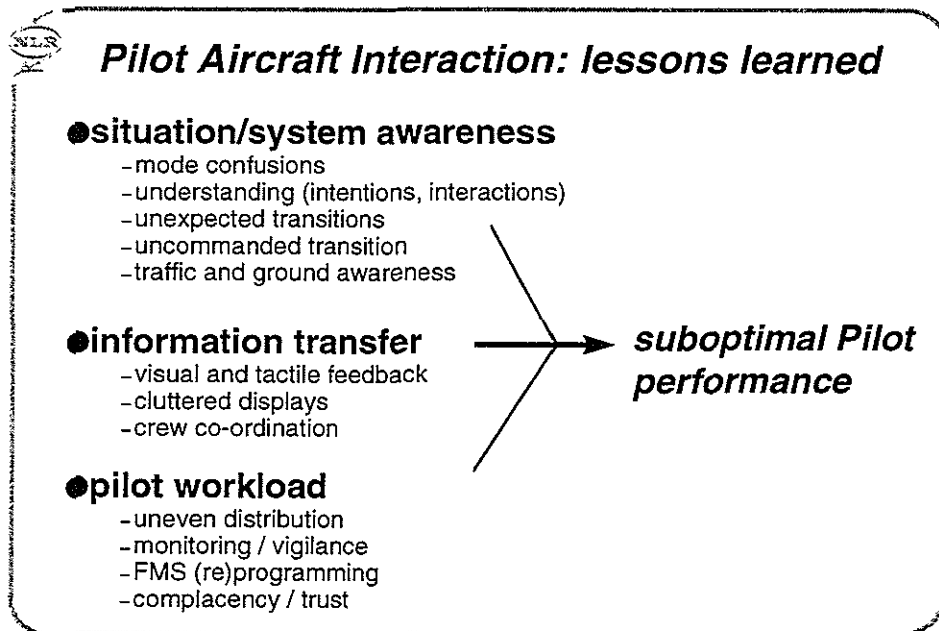 NLR
Pilot Aircraft Interaction: lessons learned
●situation/system awareness
-mode confusions
-understanding (intentions, interactions)
-unexpected transitions
-uncommanded transition
-traffic and ground awareness
●information transfer
-visual and tactile feedback
-cluttered displays
-crew co-ordination
suboptimal Pilot
performance
●pilot workload
-uneven distribution
-monitoring / vigilance
-FMS (re)programming
-complacency / trust